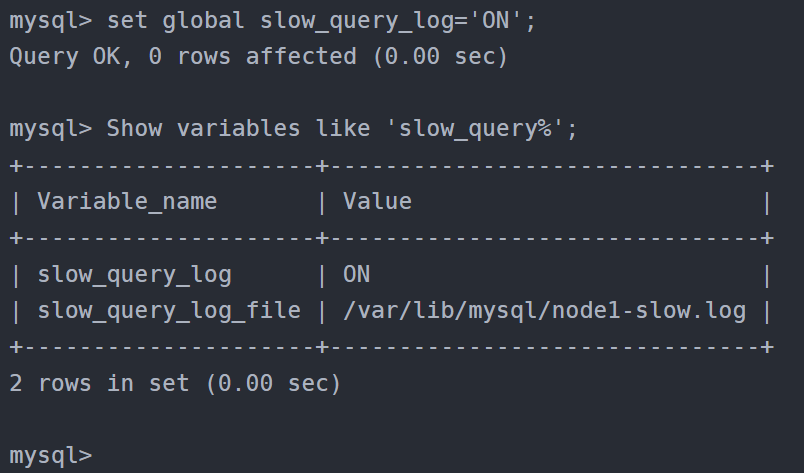 mysql> set global slow_query_log='ON';
Query OK, 0 rows affected (0.00 sec)
mysql> Show variables like 'slow_query%';
+---------------------+-------------------------------+
| Variable_name       | Value                         |
+---------------------+-------------------------------+
| slow_query_log      | ON                            |
| slow_query_log_file | /var/lib/mysql/node1-slow.log |
+---------------------+-------------------------------+
2 rows in set (0.00 sec)
mysql>